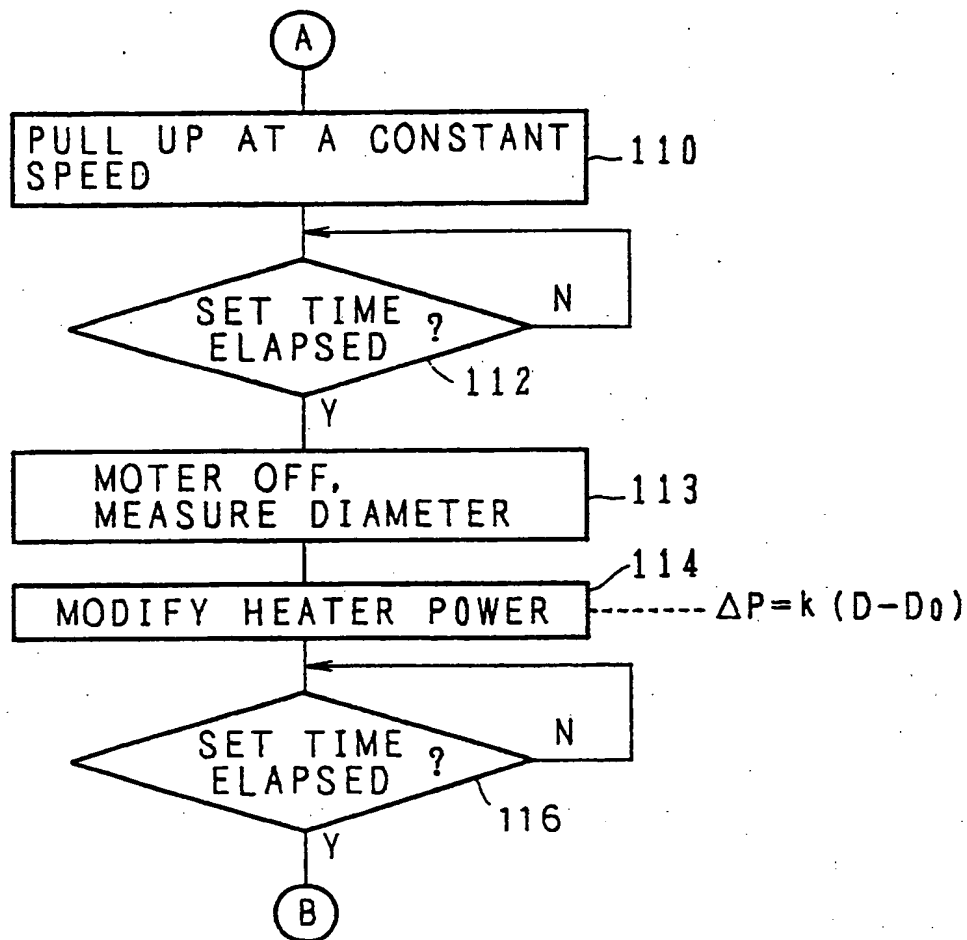 A
PULL UP AT A CONSTANT
SPEED
110
N
SET TIME
ELAPSED ?
112
Y
MOTER OFF,
MEASURE DIAMETER
113
114
MODIFY HEATER POWER
ΔP=k (D-D0)
N
SET TIME
ELAPSED ?
116
Y
B